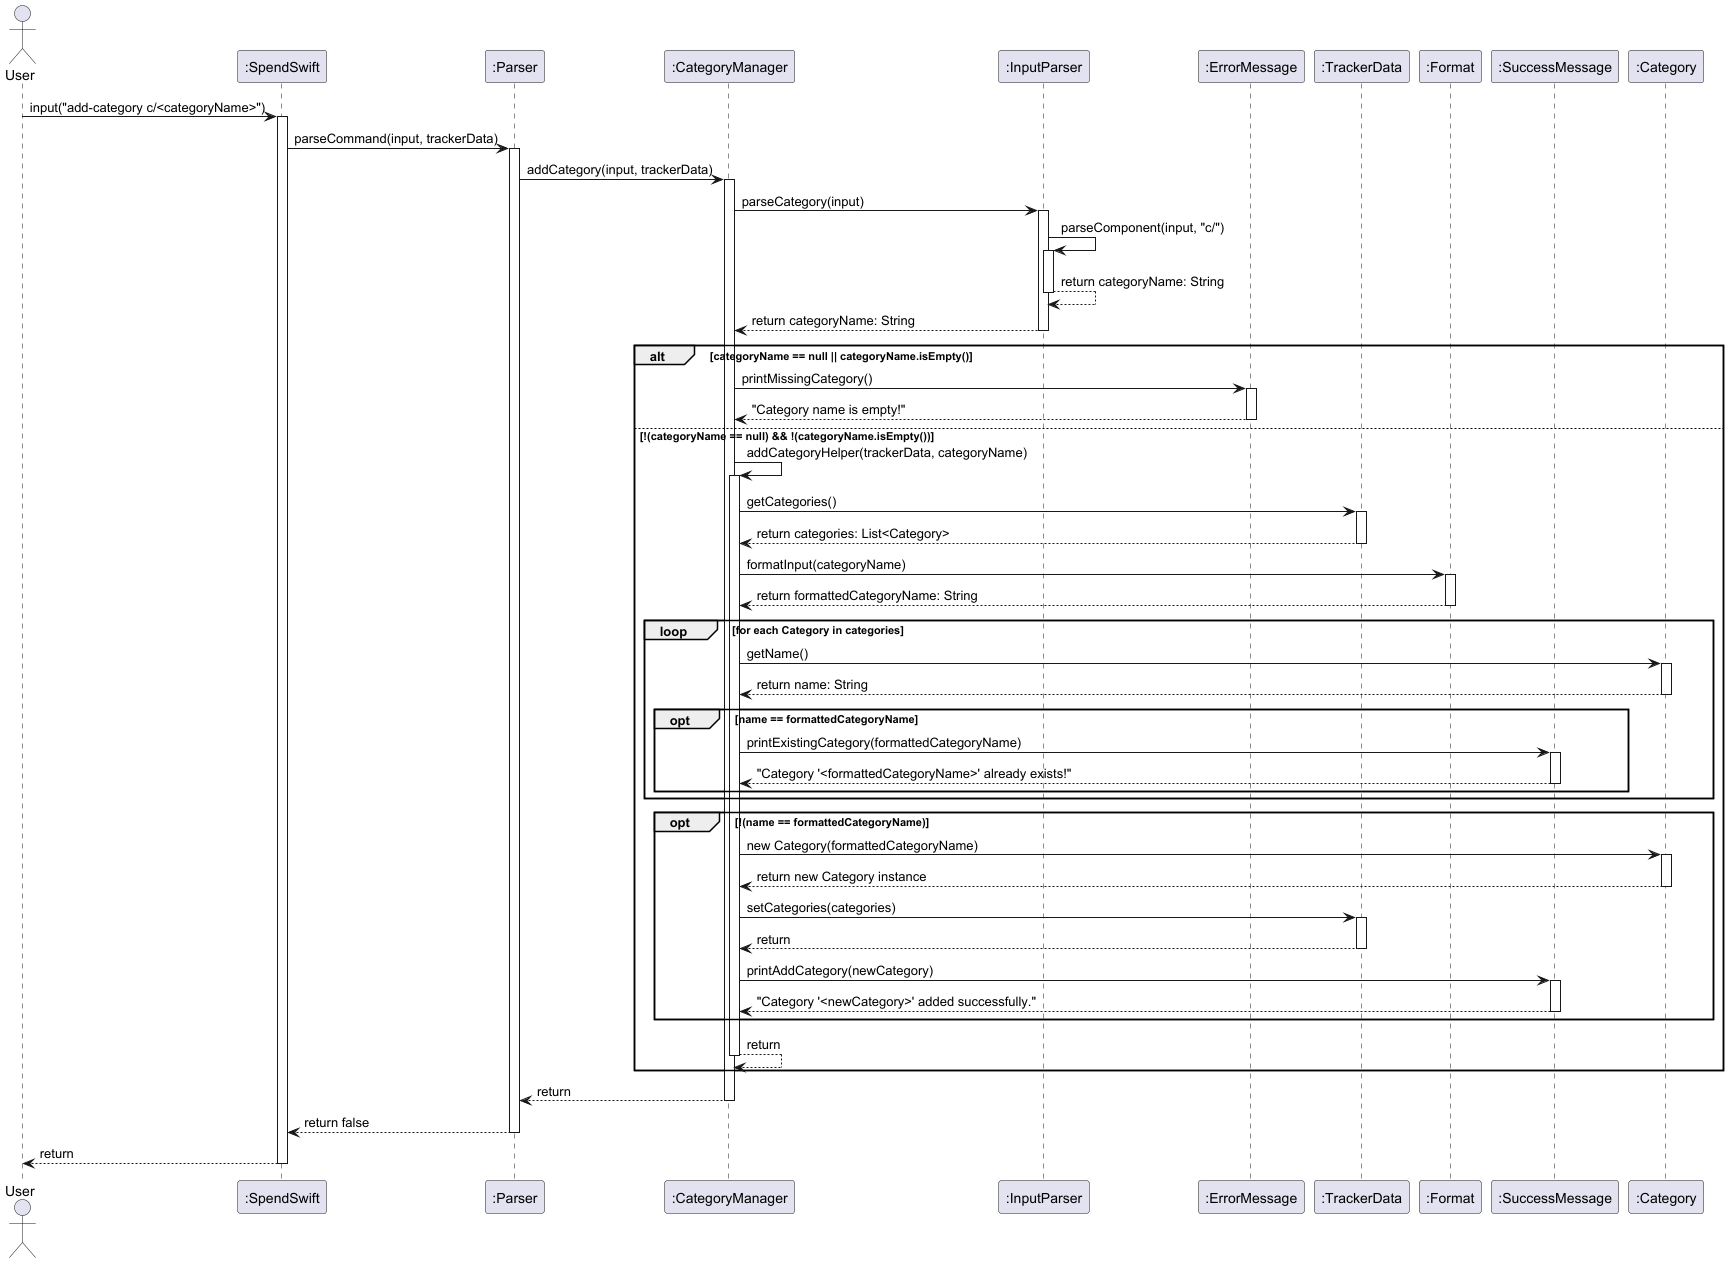 User
:SpendSwift
:Parser
:CategoryManager
:InputParser
:ErrorMessage
:TrackerData
:Format
:SuccessMessage
:Category
input("add-category c/<categoryName>")
parseCommand(input, trackerData)
addCategory(input, trackerData)
parseCategory(input)
parseComponent(input, "c/")
return categoryName: String
return categoryName: String
alt
[categoryName == null || categoryName.isEmpty()]
printMissingCategory()
"Category name is empty!"
[!(categoryName == null) && !(categoryName.isEmpty())]
addCategoryHelper(trackerData, categoryName)
getCategories()
return categories: List<Category>
formatInput(categoryName)
return formattedCategoryName: String
loop
[for each Category in categories]
getName()
return name: String
opt
[name == formattedCategoryName]
printExistingCategory(formattedCategoryName)
"Category '<formattedCategoryName>' already exists!"
opt
[!(name == formattedCategoryName)]
new Category(formattedCategoryName)
return new Category instance
setCategories(categories)
return
printAddCategory(newCategory)
"Category '<newCategory>' added successfully."
return
return
return false
return
User
:SpendSwift
:Parser
:CategoryManager
:InputParser
:ErrorMessage
:TrackerData
:Format
:SuccessMessage
:Category